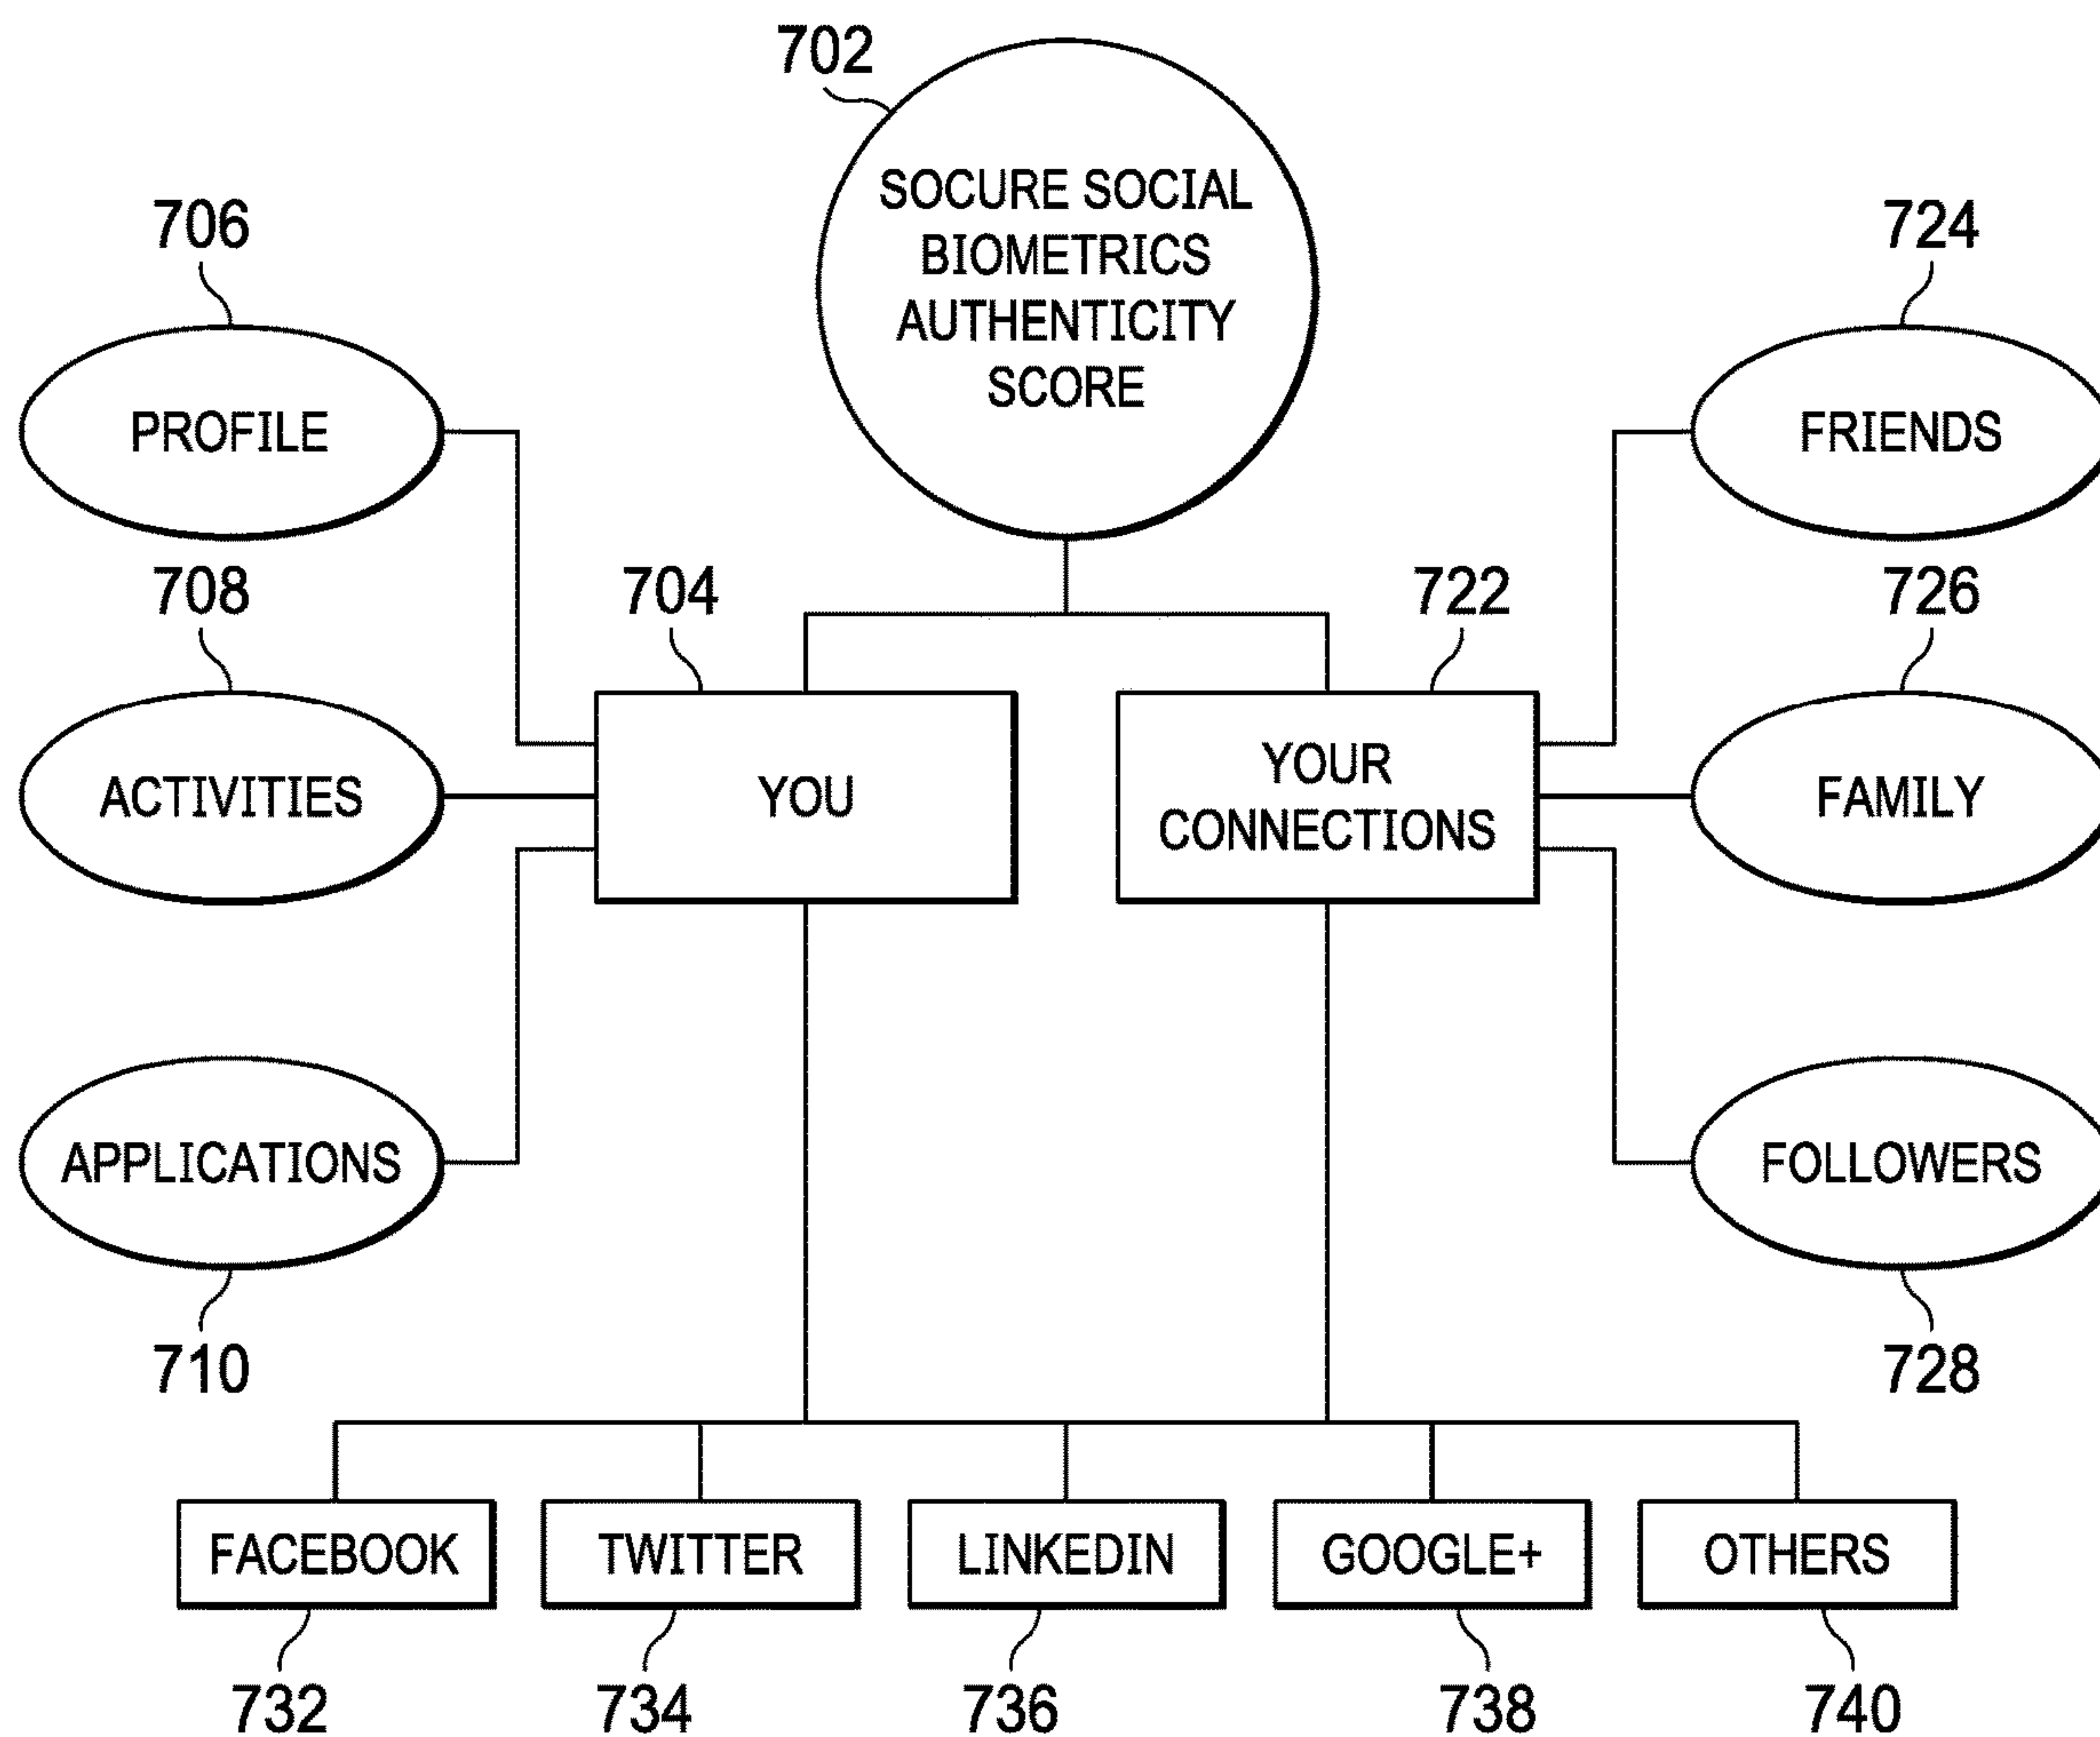 702
SOCURE SOCIAL
BIOMETRICS
AUTHENTICITY
SCORE
706
724
PROFILE
FRIENDS
708
704
722
726
ACTIVITIES
YOU
YOUR
CONNECTIONS
FAMILY
APPLICATIONS
FOLLOWERS
710
728
FACEBOOK
TWITTER
LINKEDIN
GOOGLE+
OTHERS
732
734
736
738
740